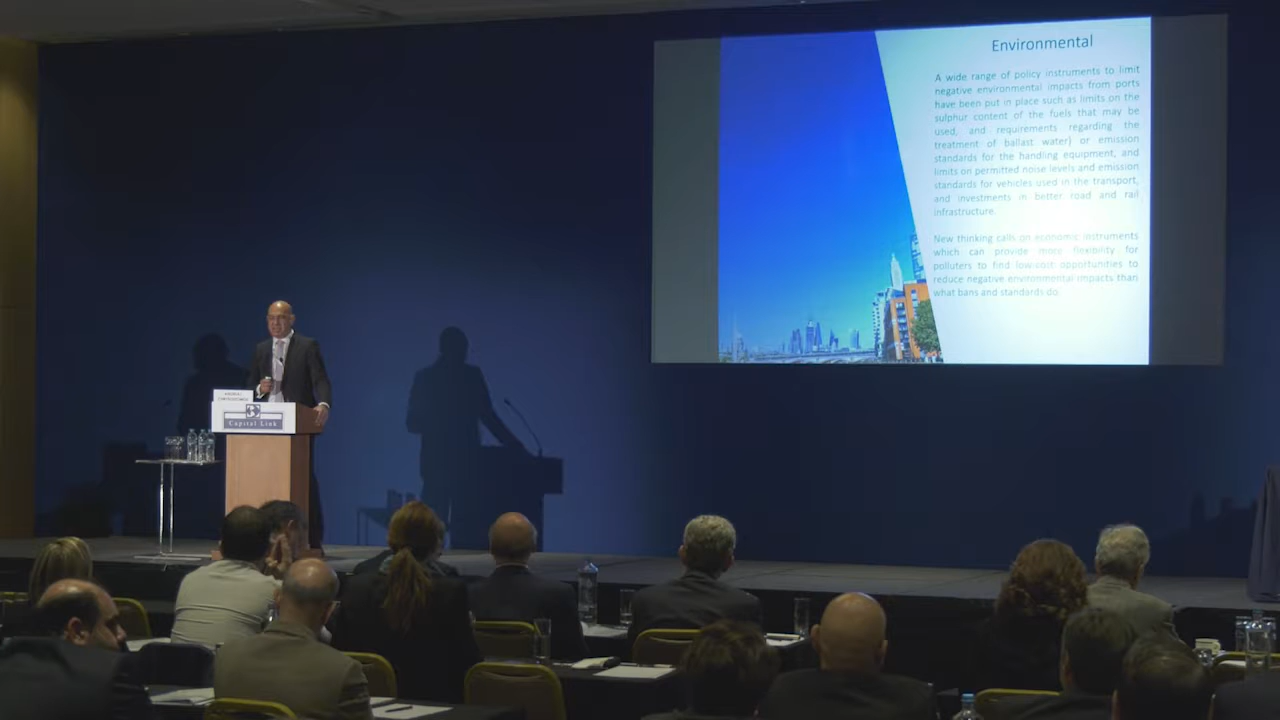 Environmental
A wide range of policy instruments to limit
negative environmental impacts from ports
have been put in place such as limits on the
sulphur content of the fuels that may be
used, and requirements regarding the
treatment of ballast water) or emission
standards for the handling equipment, and
limits on permitted noise levels and emission
standards for vehicles used in the transport,
and investments in better road and rail
infrastructure.
New thinking calls on economic instruments
which can provide more flexibility for
polluters to find low-cost opportunities to
reduce negative environmental impacts than
what bans and standards do.
Capital Link